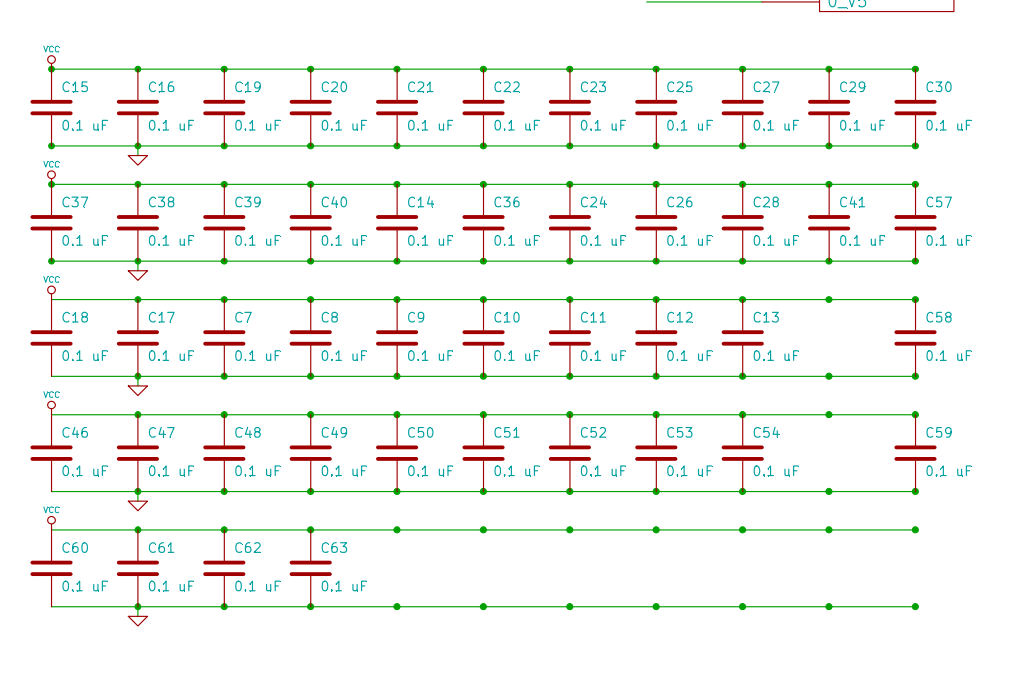 0_V5
VCC
C15 C16 C19 C20 C21 C22 C23 C25 C27 C29 C30
0.1 uF 0.1 uF 0.1 uF 0.1 uF 0.1 uF 0.1 uF 0.1 uF 0.1 uF 0.1 uF 0.1 uF 0.1 uF
VCC
C37 C38 C39 C40 C14 C36 C24 C26 C28 C41 C57
0.1 uF 0.1 uF 0.1 uF 0.1 uF 0.1 uF 0.1 uF 0.1 uF 0.1 uF 0.1 uF 0.1 uF 0.1 uF
VCC
C18 C17 C7 C8 C9 C10 C11 C12 C13 C58
0.1 uF 0.1 uF 0.1 uF 0.1 uF 0.1 uF 0.1 uF 0.1 uF 0.1 uF 0.1 uF 0.1 uF
VCC
C46 C47 C48 C49 C50 C51 C52 C53 C54 C59
0.1 uF 0.1 uF 0.1 uF 0.1 uF 0.1 uF 0.1 uF 0.1 uF 0.1 uF 0.1 uF 0.1 uF
VCC
C60 C61 C62 C63
0.1 uF 0.1 uF 0.1 uF 0.1 uF